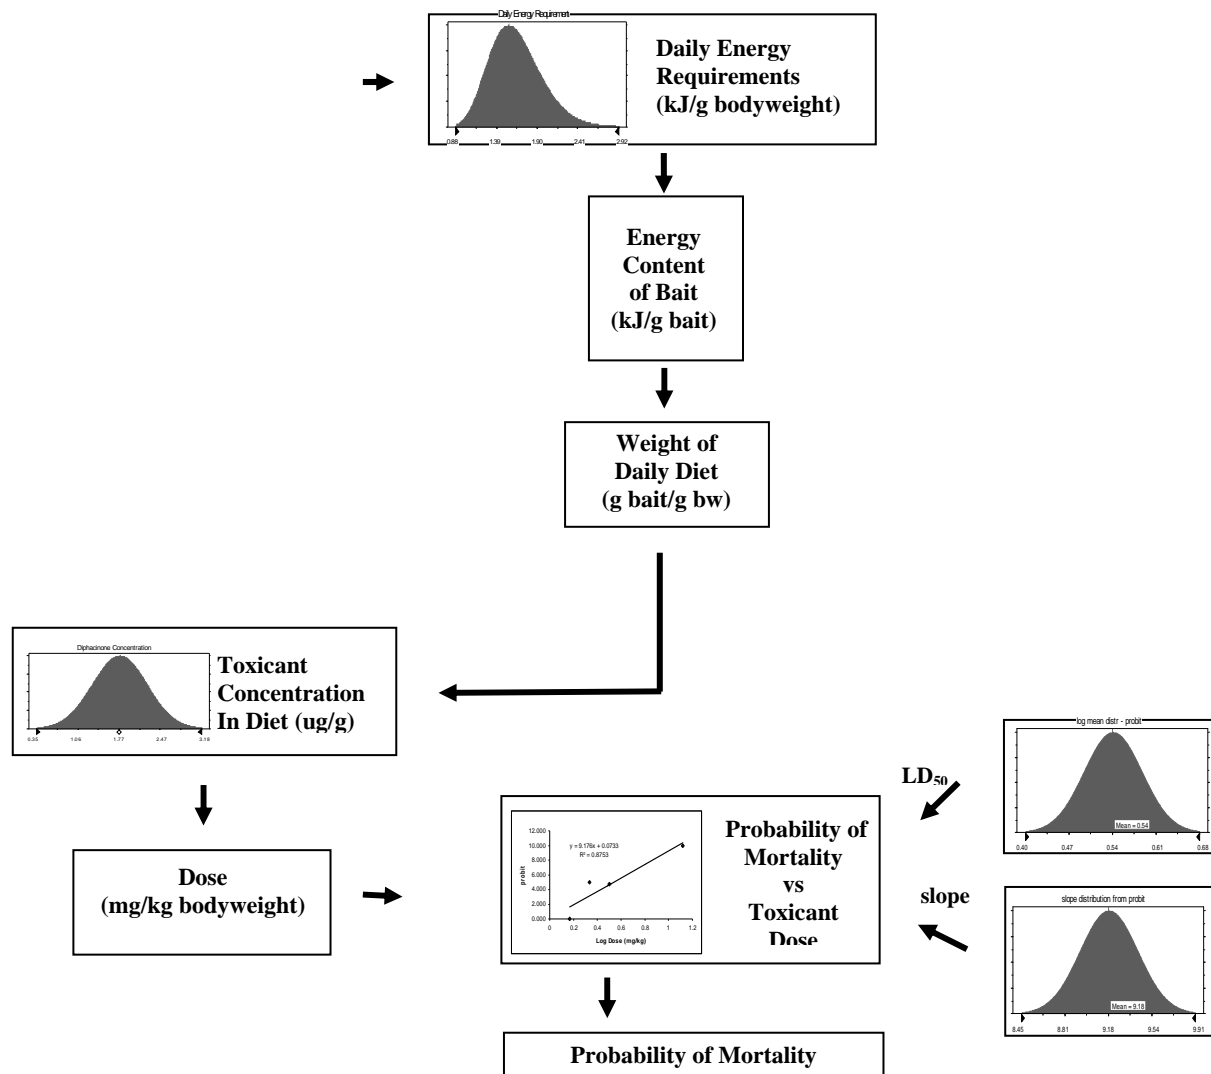 Daily Energy Requirement
0.88 1.39 1.90 2.41 2.92
Daily Energy
Requirements
(kJ/g bodyweight)
Energy
Content
of Bait
(kJ/g bait)
Weight of
Daily Diet
(g bait/g bw)
Diphacinone Concentration
0.35 1.06 1.77 2.47 3.18
Toxicant
Concentration
In Diet (ug/g)
Dose
(mg/kg bodyweight)
12.000
10.000
8.000
6.000
4.000
2.000
0.000
probit
y = 9.176x + 0.0733
R² = 0.8753
0 0.2 0.4 0.6 0.8 1 1.2
Log Dose (mg/kg)
Probability of
Mortality
vs
Toxicant
Dose
LD₅₀
log mean distr - probit
Mean = 0.54
0.40 0.47 0.54 0.61 0.68
slope
slope distribution from probit
Mean = 9.18
8.45 8.81 9.18 9.54 9.91
Probability of Mortality